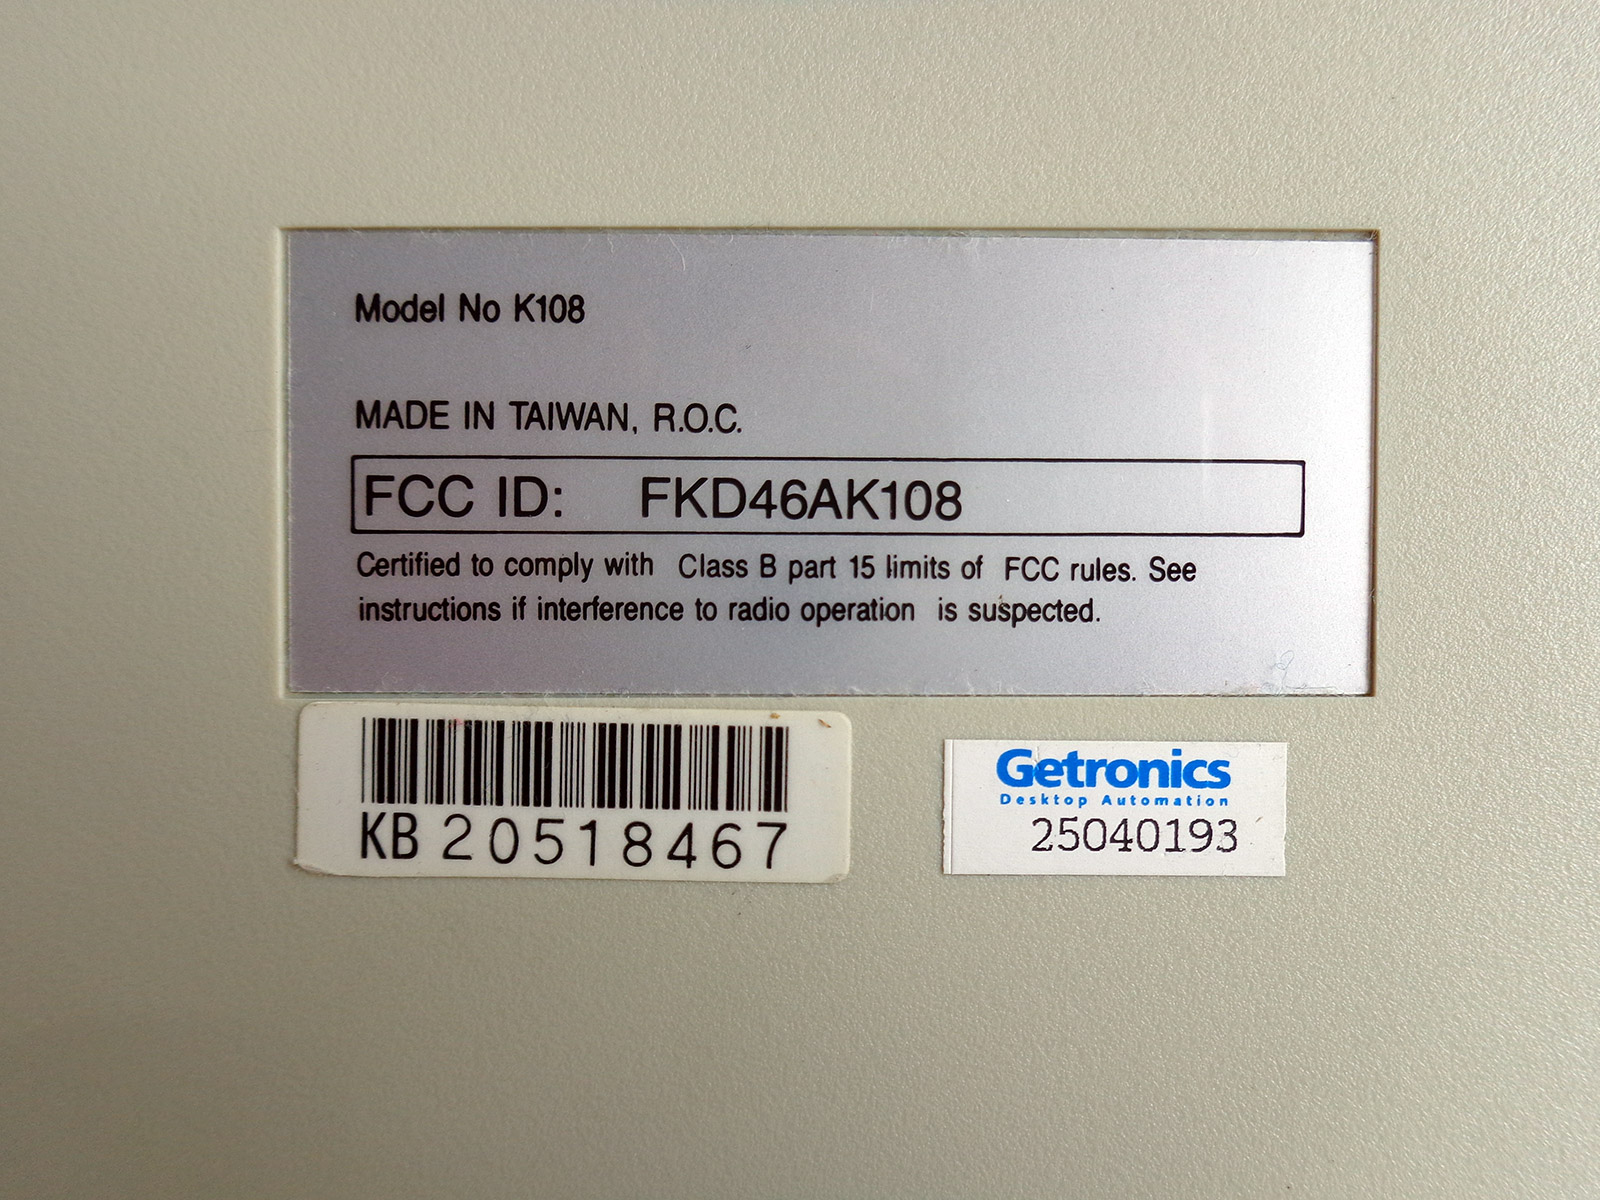 Model No K108
MADE IN TAIWAN, R.O.C.
FCC ID: FKD46AK108
Certified to comply with Class B part 15 limits of FCC rules. See
instructions if interference to radio operation is suspected.
KB 20518467
Getronics
Desktop Automation
25040193